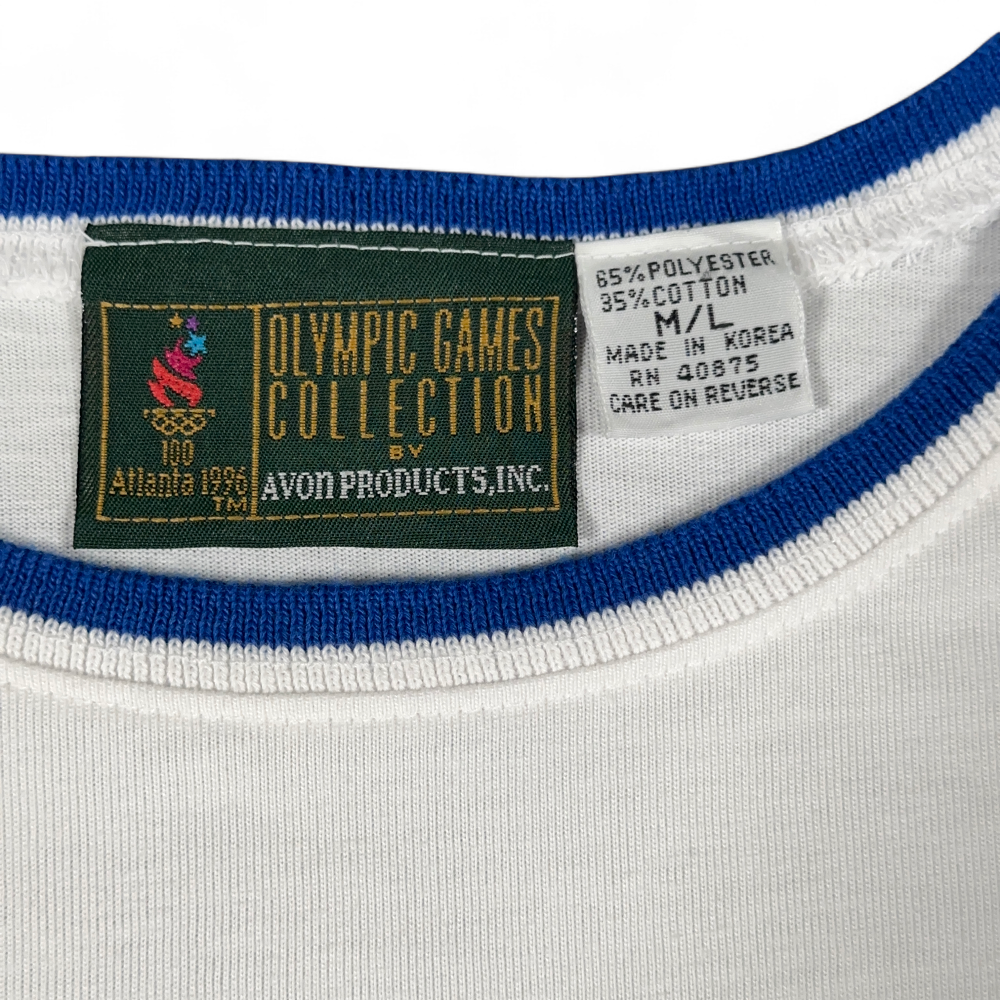 100
Atlanta 1996
TM
OLYMPIC GAMES
COLLECTION
BY
AVON PRODUCTS, INC.
65% POLYESTER
35% COTTON
M/L
MADE IN KOREA
RN 40875
CARE ON REVERSE